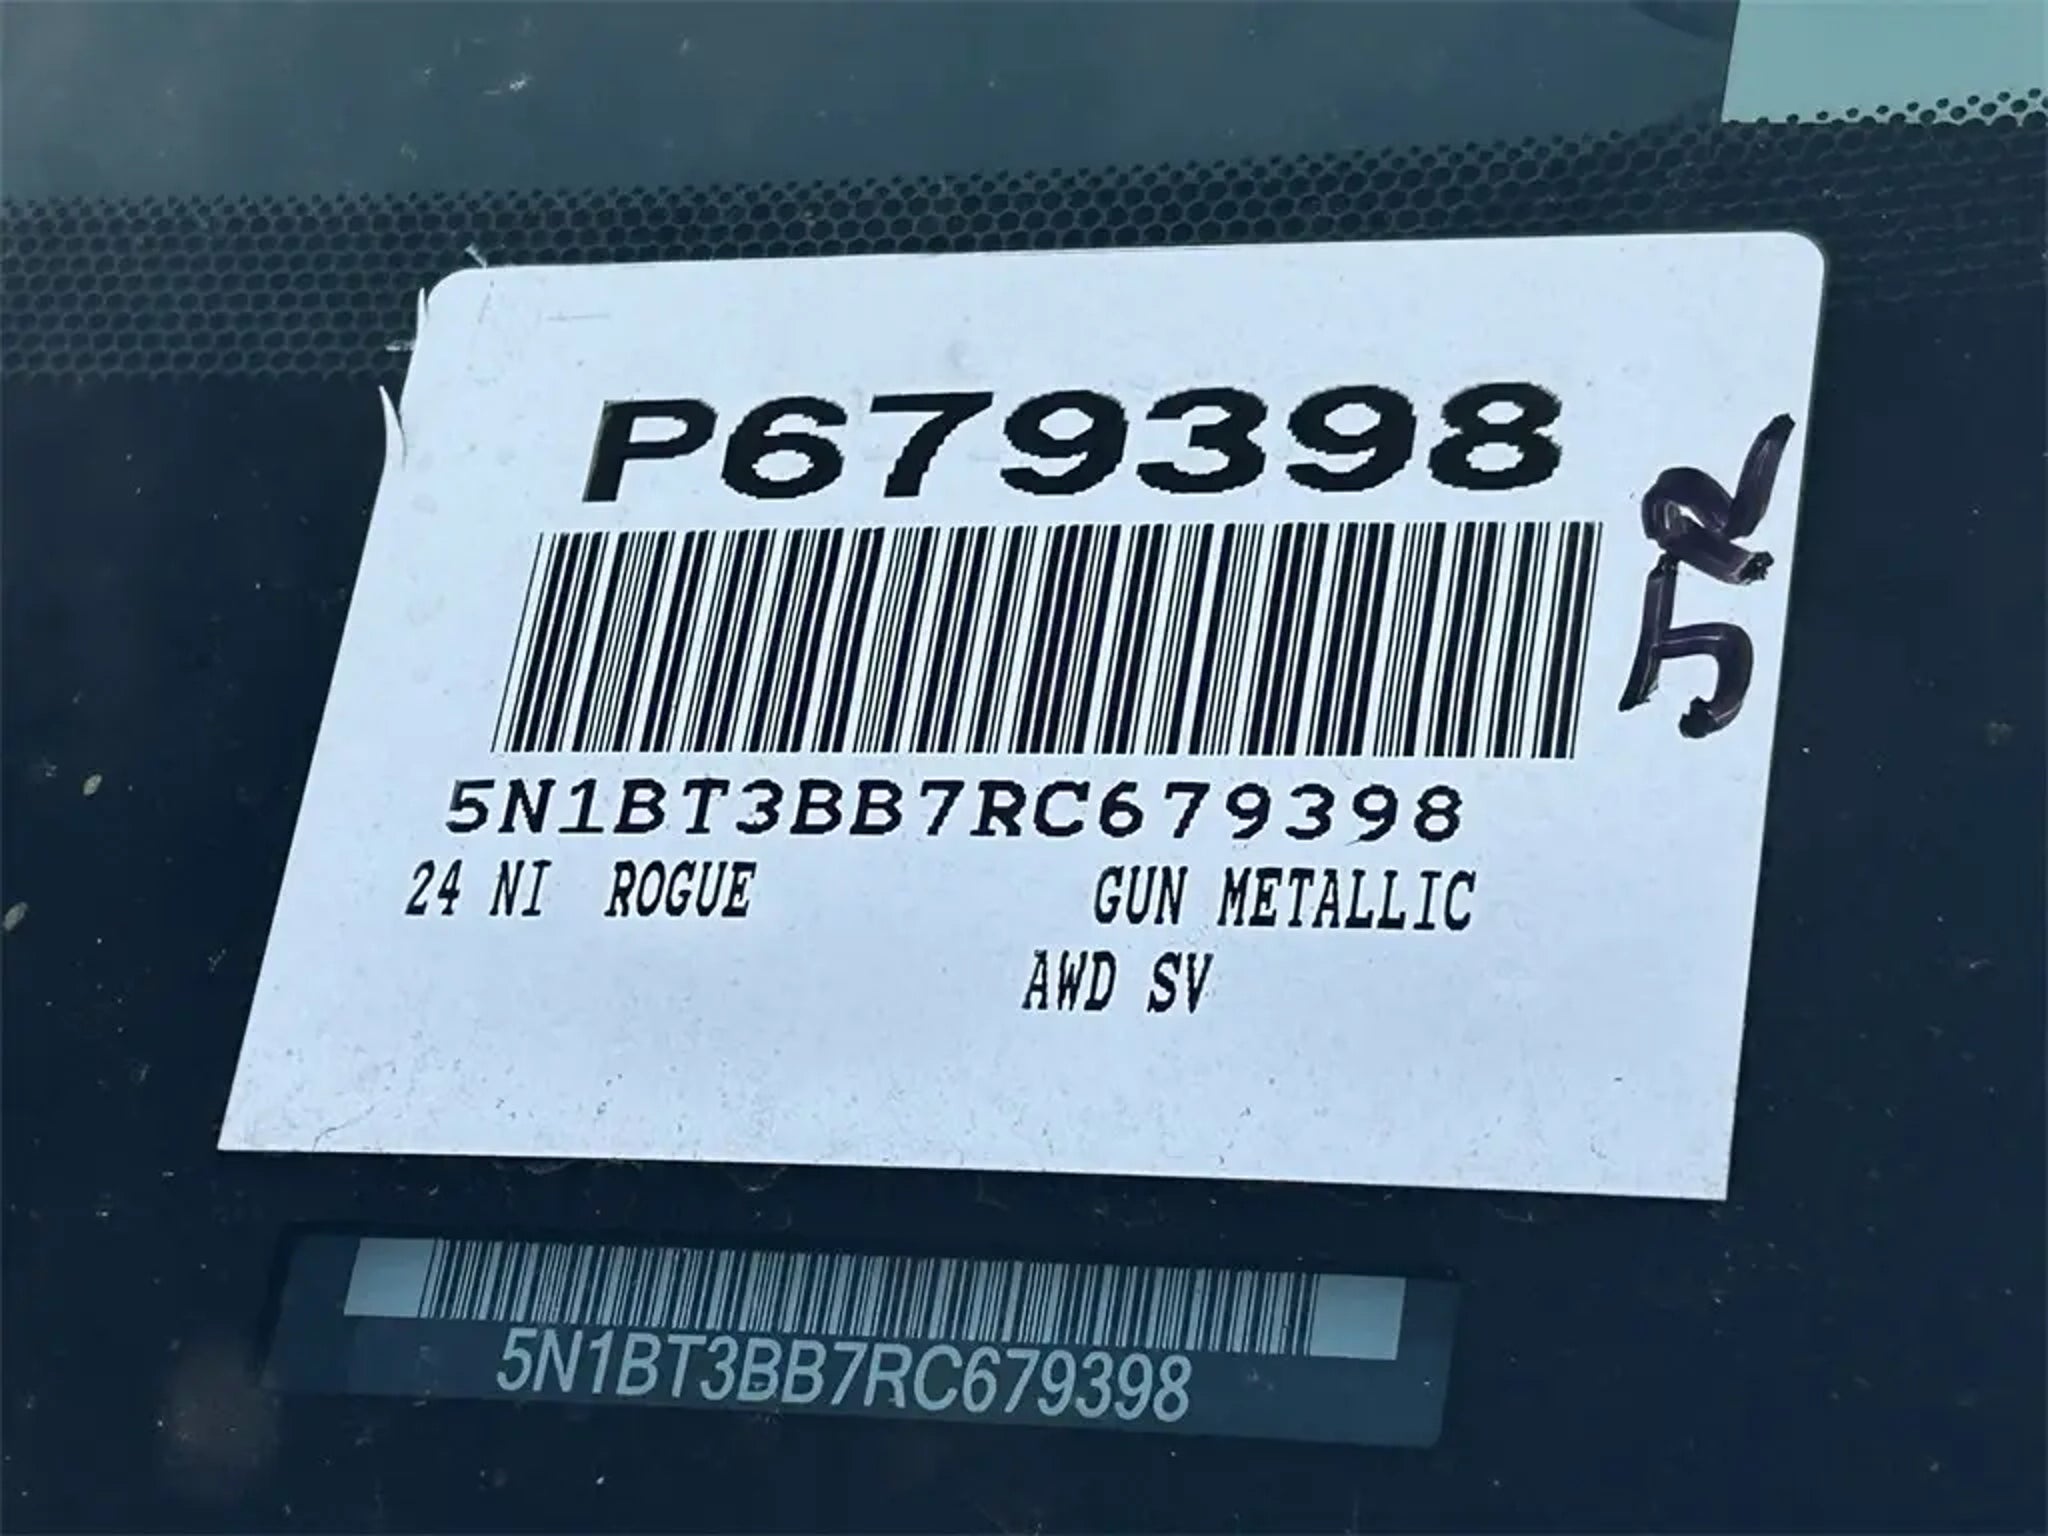 P679398
5N1BT3BB7RC679398
24 NI ROGUE GUN METALLIC
AWD SV
5N1BT3BB7RC679398